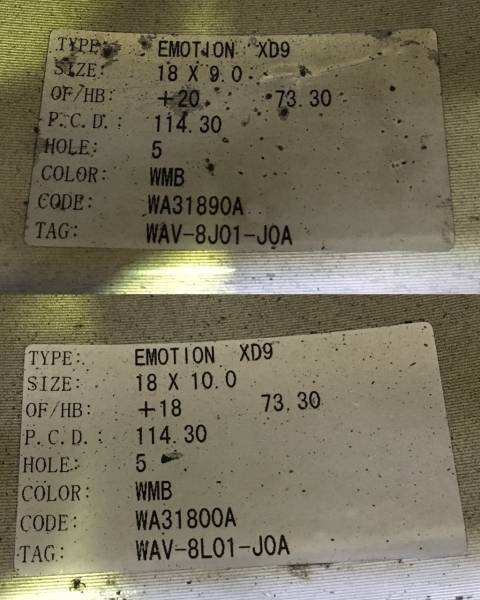 TYPE: EMOTION XD9
SIZE: 18 X 9.0
OF/HB: +20 73.30
P.C.D.: 114.30
HOLE: 5
COLOR: WMB
CODE: WA31890A
TAG: WAV-8J01-J0A
TYPE: EMOTION XD9
SIZE: 18 X 10.0
OF/HB: +18 73.30
P.C.D.: 114.30
HOLE: 5
COLOR: WMB
CODE: WA31800A
TAG: WAV-8L01-J0A